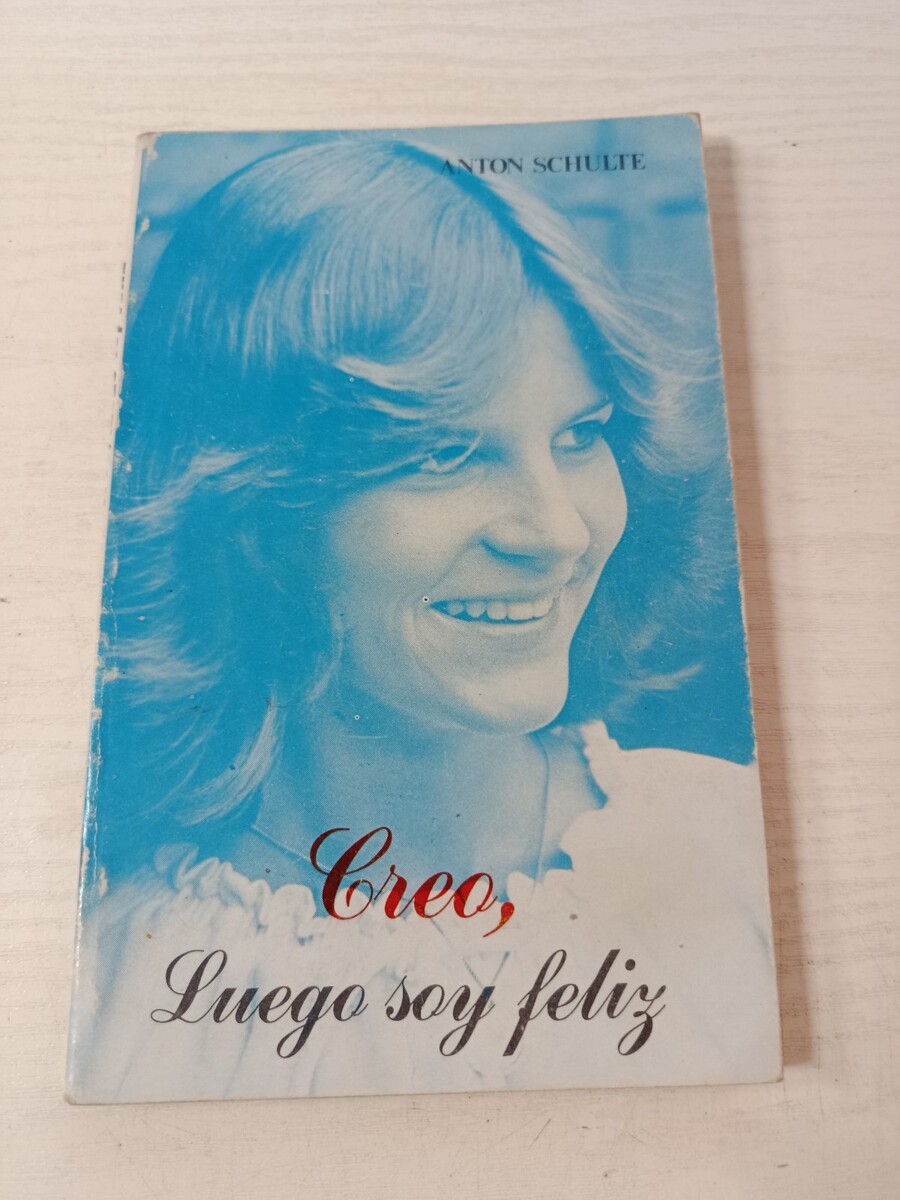 ANTON SCHULTE
Creo,
Luego soy feliz